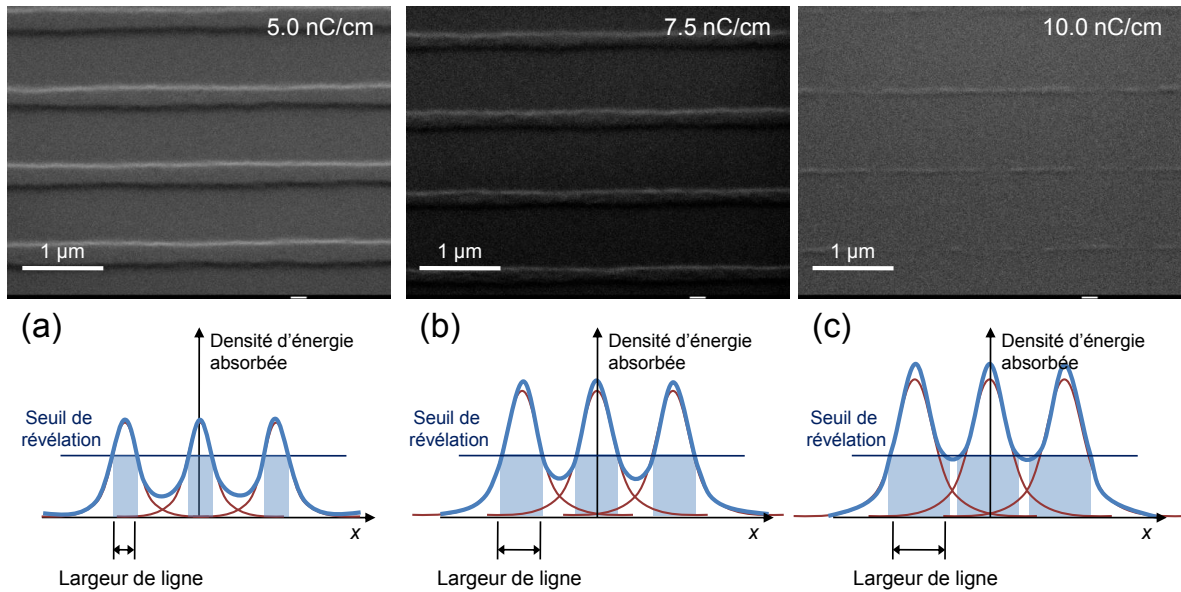 5.0 nC/cm
1 µm
7.5 nC/cm
1 µm
10.0 nC/cm
1 µm
(a)
Densité d’énergie
absorbée
Seuil de
révélation
x
Largeur de ligne
(b)
Densité d’énergie
absorbée
Seuil de
révélation
x
Largeur de ligne
(c)
Densité d’énergie
absorbée
Seuil de
révélation
x
Largeur de ligne